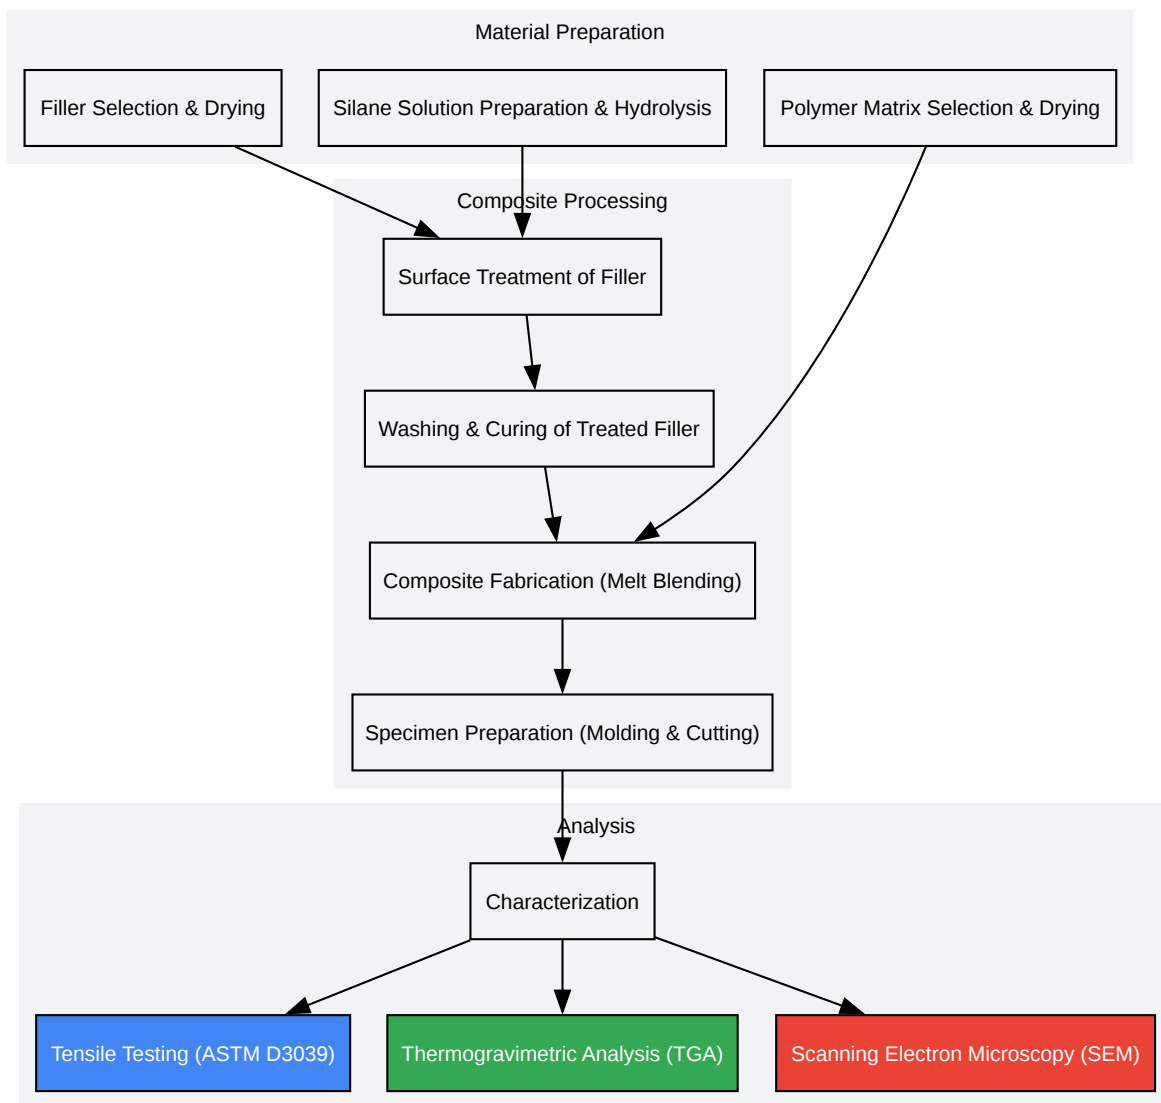 Material Preparation
Filler Selection & Drying
Silane Solution Preparation & Hydrolysis
Polymer Matrix Selection & Drying
Composite Processing
Surface Treatment of Filler
Washing & Curing of Treated Filler
Composite Fabrication (Melt Blending)
Specimen Preparation (Molding & Cutting)
Analysis
Characterization
Tensile Testing (ASTM D3039)
Thermogravimetric Analysis (TGA)
Scanning Electron Microscopy (SEM)